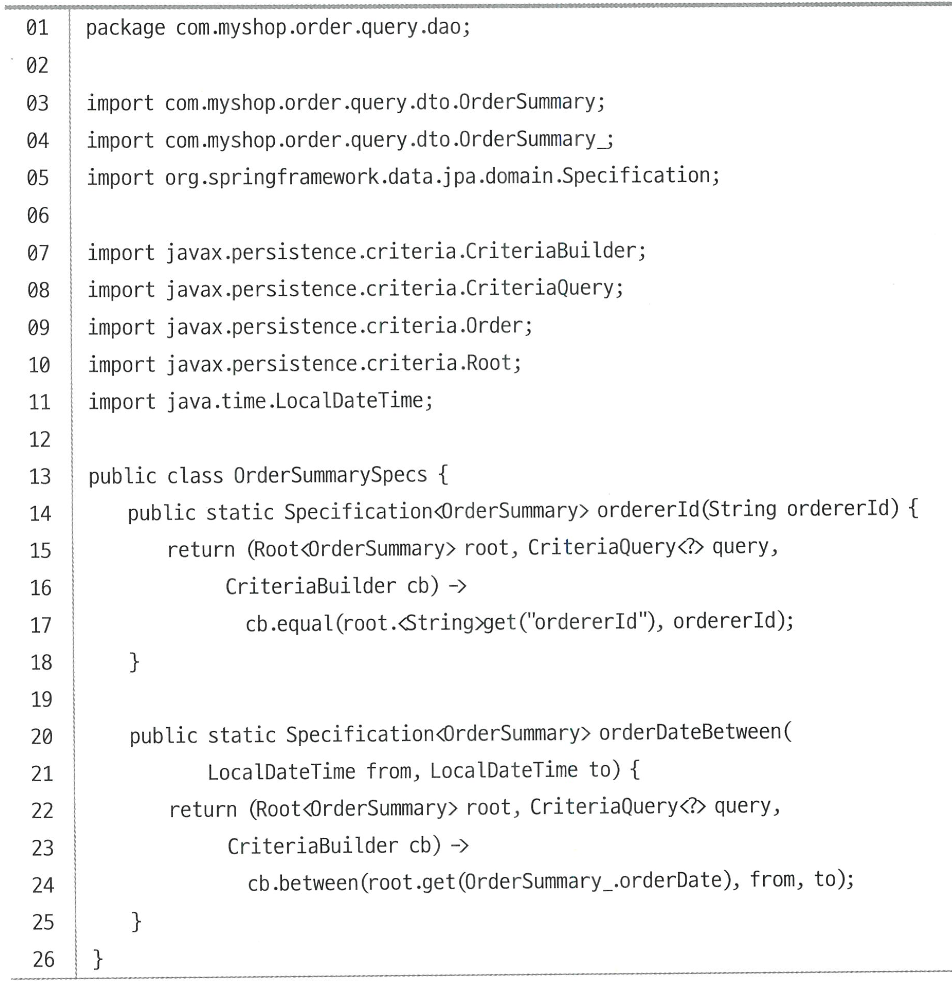 01 package com.myshop.order.query.dao;
02
03 import com.myshop.order.query.dto.OrderSummary;
04 import com.myshop.order.query.dto.OrderSummary_;
05 import org.springframework.data.jpa.domain.Specification;
06
07 import javax.persistence.criteria.CriteriaBuilder;
08 import javax.persistence.criteria.CriteriaQuery;
09 import javax.persistence.criteria.Order;
10 import javax.persistence.criteria.Root;
11 import java.time.LocalDateTime;
12
13 public class OrderSummarySpecs {
14     public static Specification<OrderSummary> ordererId(String ordererId) {
15         return (Root<OrderSummary> root, CriteriaQuery<?> query,
16               CriteriaBuilder cb) ->
17                 cb.equal(root.<String>get("ordererId"), ordererId);
18     }
19
20     public static Specification<OrderSummary> orderDateBetween(
21             LocalDateTime from, LocalDateTime to) {
22         return (Root<OrderSummary> root, CriteriaQuery<?> query,
23               CriteriaBuilder cb) ->
24                 cb.between(root.get(OrderSummary_.orderDate), from, to);
25     }
26 }